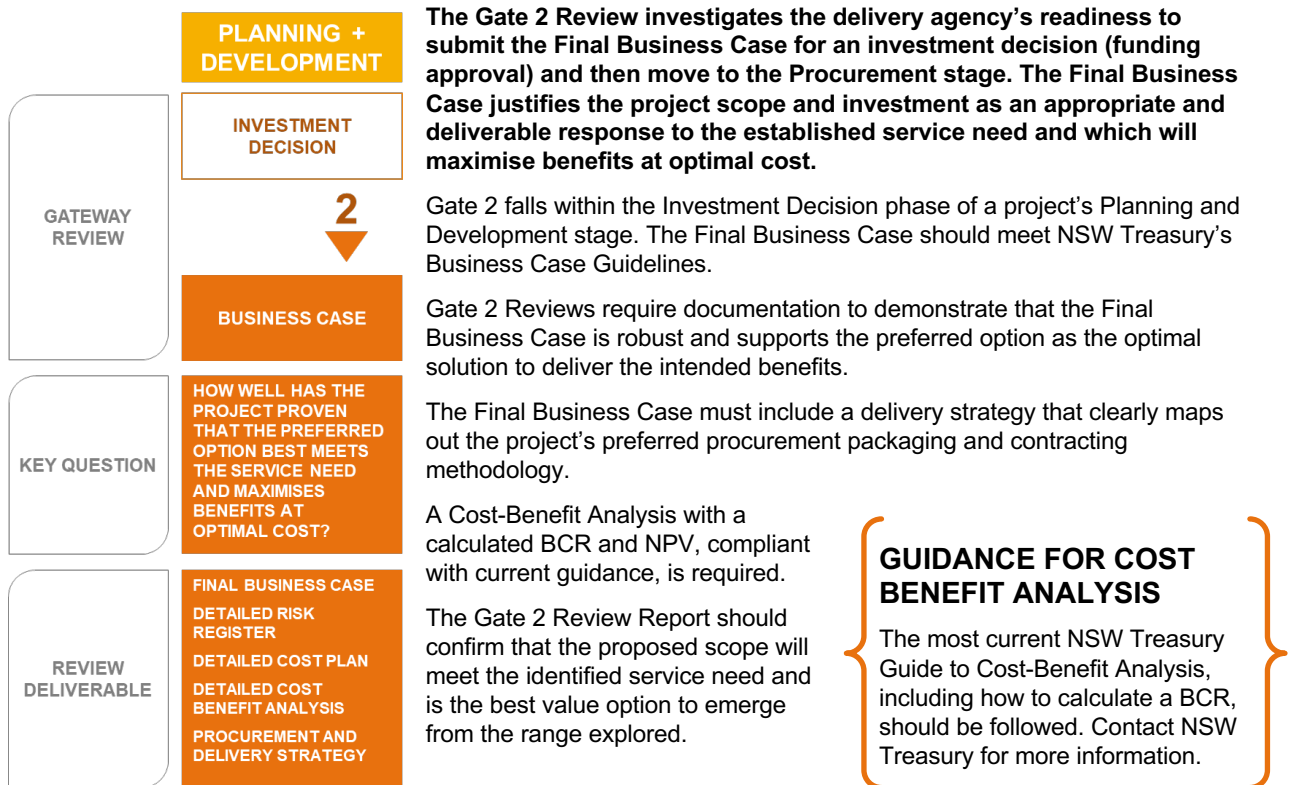 PLANNING +
DEVELOPMENT
GATEWAY
REVIEW
INVESTMENT
DECISION
2
BUSINESS CASE
KEY QUESTION
HOW WELL HAS THE
PROJECT PROVEN
THAT THE PREFERRED
OPTION BEST MEETS
THE SERVICE NEED
AND MAXIMISES
BENEFITS AT
OPTIMAL COST?
REVIEW
DELIVERABLE
FINAL BUSINESS CASE
DETAILED RISK
REGISTER
DETAILED COST PLAN
DETAILED COST
BENEFIT ANALYSIS
PROCUREMENT AND
DELIVERY STRATEGY
The Gate 2 Review investigates the delivery agency’s readiness to
submit the Final Business Case for an investment decision (funding
approval) and then move to the Procurement stage. The Final Business
Case justifies the project scope and investment as an appropriate and
deliverable response to the established service need and which will
maximise benefits at optimal cost.
Gate 2 falls within the Investment Decision phase of a project’s Planning and
Development stage. The Final Business Case should meet NSW Treasury’s
Business Case Guidelines.
Gate 2 Reviews require documentation to demonstrate that the Final
Business Case is robust and supports the preferred option as the optimal
solution to deliver the intended benefits.
The Final Business Case must include a delivery strategy that clearly maps
out the project’s preferred procurement packaging and contracting
methodology.
A Cost-Benefit Analysis with a
calculated BCR and NPV, compliant
with current guidance, is required.
The Gate 2 Review Report should
confirm that the proposed scope will
meet the identified service need and
is the best value option to emerge
from the range explored.
GUIDANCE FOR COST
BENEFIT ANALYSIS
The most current NSW Treasury
Guide to Cost-Benefit Analysis,
including how to calculate a BCR,
should be followed. Contact NSW
Treasury for more information.